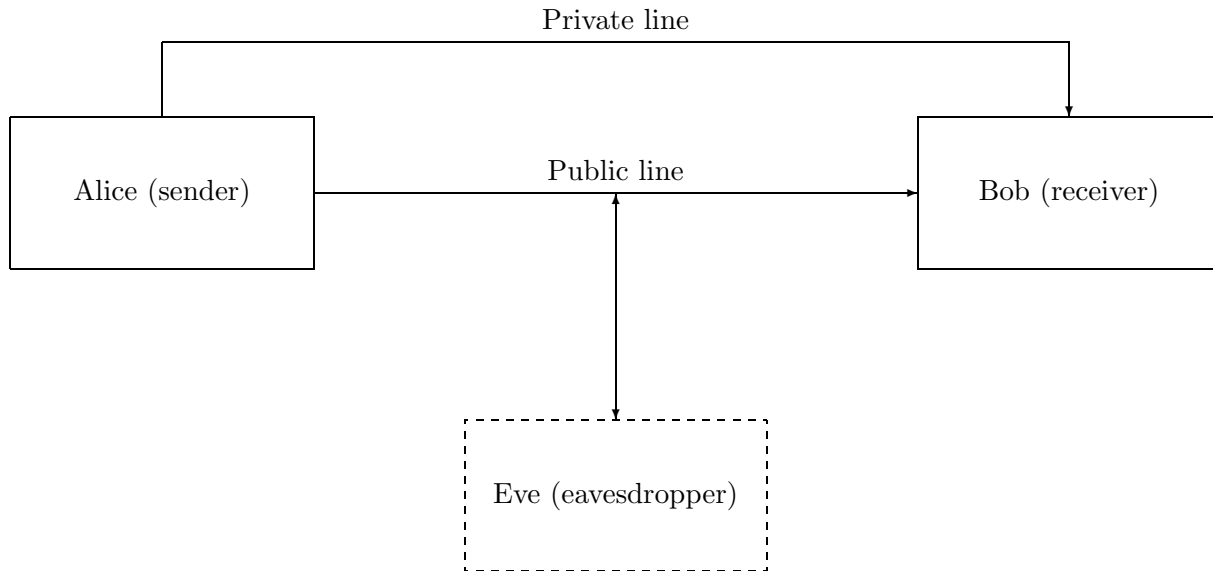 Private line
Public line
Alice (sender)
Bob (receiver)
Eve (eavesdropper)